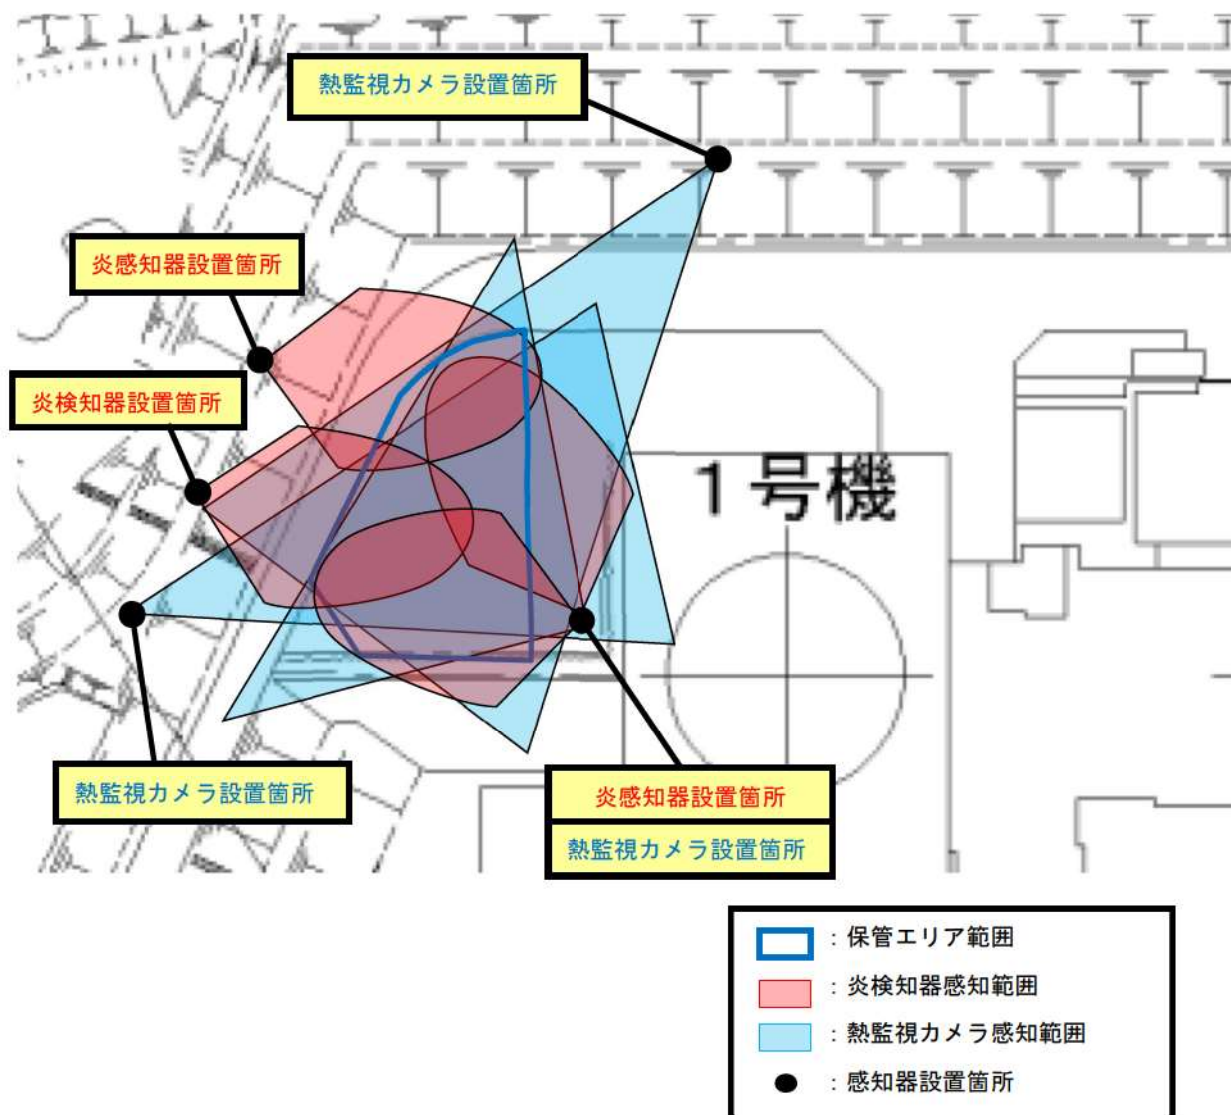 熱監視カメラ設置箇所
炎感知器設置箇所
炎検知器設置箇所
1号機
熱監視カメラ設置箇所
炎感知器設置箇所
熱監視カメラ設置箇所
：保管エリア範囲
：炎検知器感知範囲
：熱監視カメラ感知範囲
：感知器設置箇所